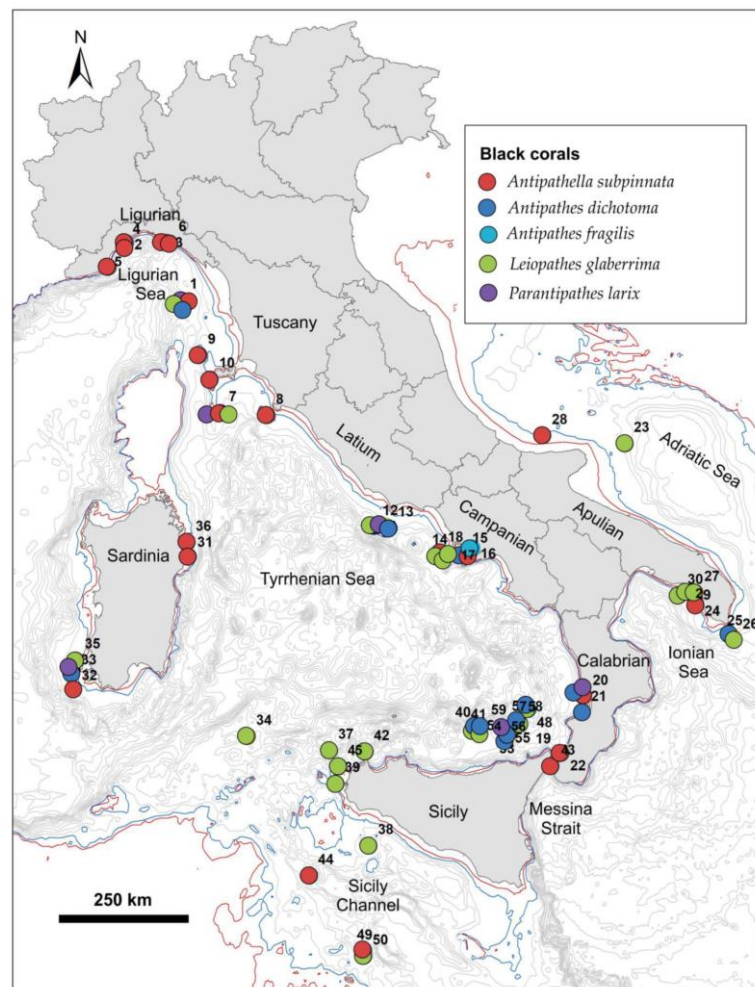 N
Black corals
Antipathella subpinnata
Antipathes dichotoma
Antipathes fragilis
Leiopathes glaberrima
Parantipathes larix
Ligurian
4
6
2
3
5
Ligurian
Sea
1
9
10
Tuscany
7
8
28
23
Adriatic Sea
Latium
12 13
Campanian
Apulian
14 18 15
17 16
36
31
Sardinia
Tyrrhenian Sea
30 27
29
24
25
26
Ionian
Sea
35
33
32
Calabrian
20
21
34
40 41
59 57 58
54 56 48
55 19
53
37
42
45
39
43
22
Sicily
Messina
Strait
38
44
Sicily
Channel
250 km
49
50